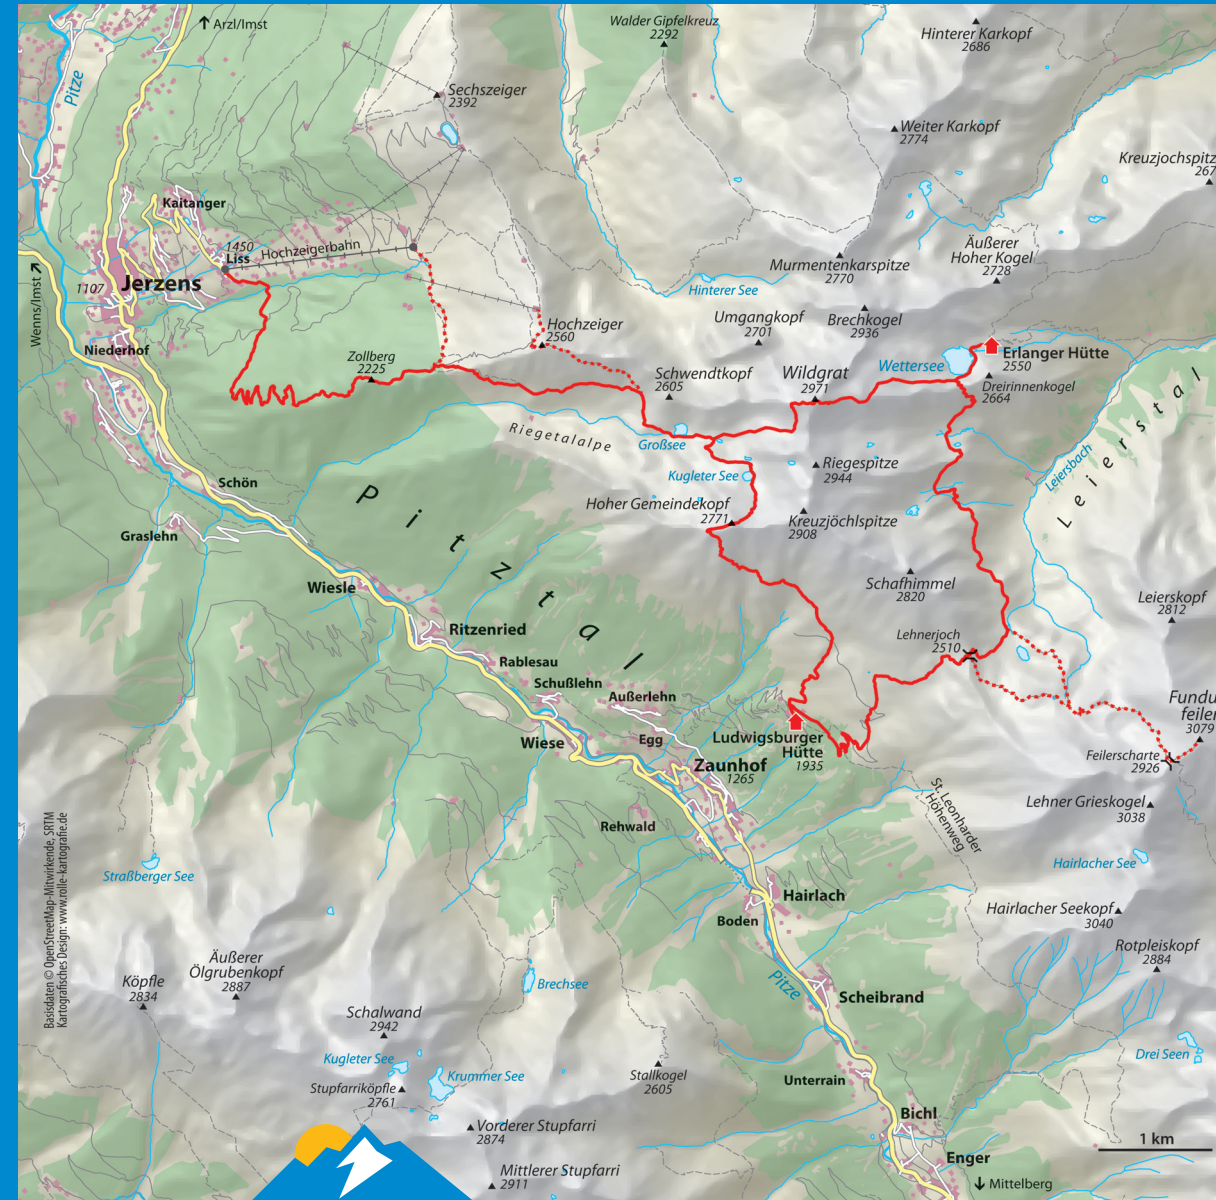 Arzl/Imst
Walder Gipfelkreuz
2292
Hinterer Karkopf
2686
Pitze
Sechszeiger
2392
Weiter Karkopf
2774
Kreuzjochspitz
267
Kaitanger
1450
Liss
Hochzeigerbahn
Äußerer
Hoher Kogel
2728
Murmentenkarspitze
2770
Hinterer See
Wenns/Imst
1107
Jerzens
Niederhof
Umgangkopf
2701
Brechkogel
2936
Hochzeiger
2560
Zollberg
2225
Schwendtkopf
2605
Wildgrat
2971
Wettersee
Erlanger Hütte
2550
Dreirinnenkogel
2664
Leierstal
Leiersbach
Riegetalalpe
Großsee
Kugleter See
Riegespitze
2944
Hoher Gemeindekopf
2771
Kreuzjöchlspitze
2908
Schön
Graslehn
Pitztal
Wiesle
Schafhimmel
2820
Leierskopf
2812
Ritzenried
Rablesau
Schußlehn
Außerlehn
Lehnerjoch
2510
Fundu
feiler
3079
Wiese
Egg
Ludwigsburger
Hütte
1935
Zaunhof
1265
Feilerscharte
2926
St. Leonharder
Höhenweg
Lehner Grieskogel
3038
Rehwald
Hairlacher See
Straßberger See
Basisdaten © OpenStreetMap-Mitwirkende, SRTM
Kartografisches Design: www.rolle-kartografie.de
Hairlach
Boden
Hairlacher Seekopf
3040
Rotpleiskopf
2884
Äußerer
Ölgrubenkopf
2887
Köpfle
2834
Brechsee
Pitze
Scheibrand
Schalwand
2942
Kugleter See
Krummer See
Stupfarriköpfle
2761
Stallkogel
2605
Drei Seen
Unterrain
Bichl
Vorderer Stupfarri
2874
1 km
Enger
Mittlerer Stupfarri
2911
Mittelberg